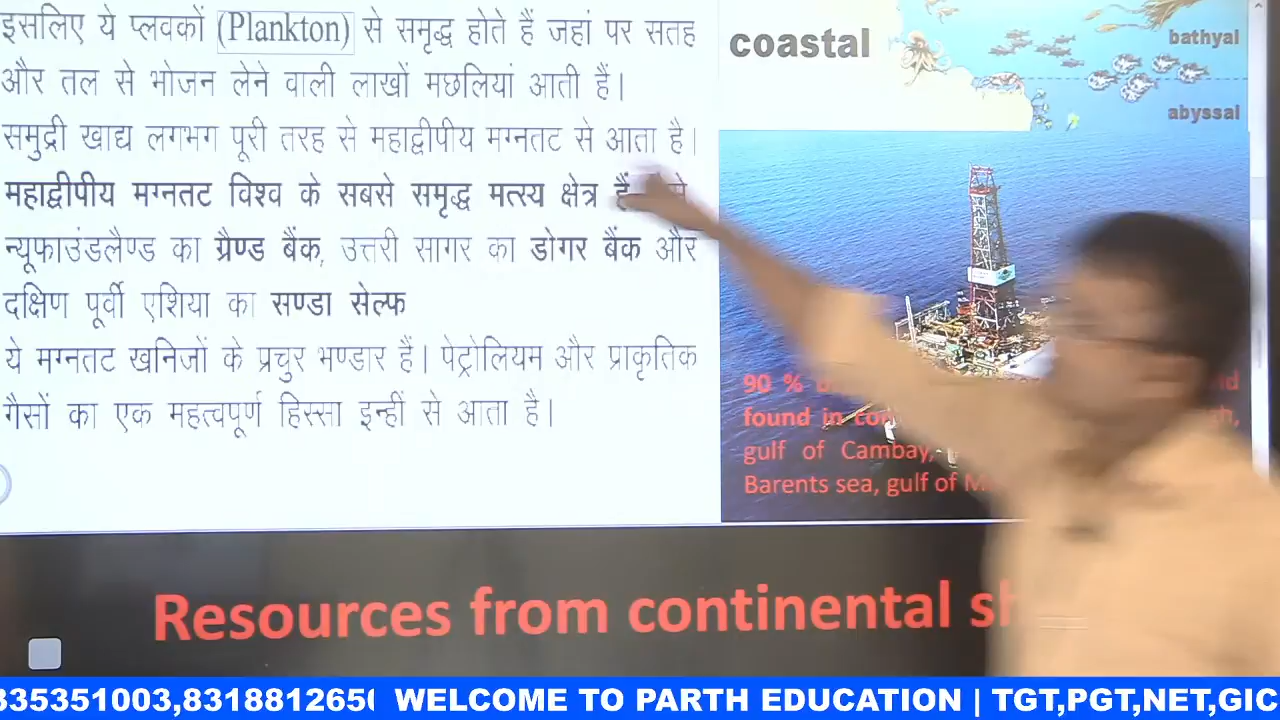 इसलिए ये प्लवकों (Plankton) से समृद्ध होते हैं जहां पर सतह
और तल से भोजन लेने वाली लाखों मछलियां आती हैं।
समुद्री खाद्य लगभग पूरी तरह से महाद्वीपीय मग्नतट से आता है।
महाद्वीपीय मग्नतट विश्व के सबसे समृद्ध मत्स्य क्षेत्र हैं
न्यूफाउंडलैण्ड का ग्रैण्ड बैंक, उत्तरी सागर का डोगर बैंक और
दक्षिण पूर्वी एशिया का सण्डा सेल्फ
ये मग्नतट खनिजों के प्रचुर भण्डार हैं। पेट्रोलियम और प्राकृतिक
गैसों का एक महत्वपूर्ण हिस्सा इन्हीं से आता है।
coastal
bathyal
abyssal
90 %
found in
gulf of Cambay,
Barents sea, gulf of
Resources from continental
835351003,831881265 WELCOME TO PARTH EDUCATION | TGT,PGT,NET,GIC